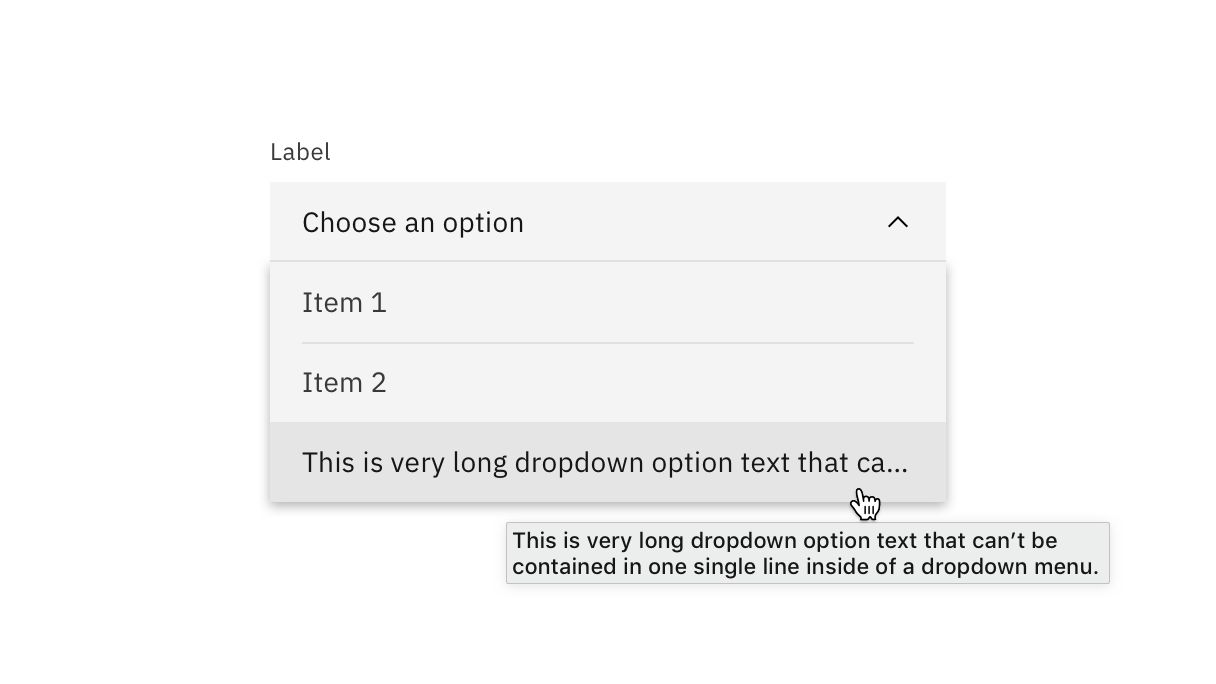 Label
Choose an option
Item 1
Item 2
This is very long dropdown option text that ca...
This is very long dropdown option text that can’t be
contained in one single line inside of a dropdown menu.